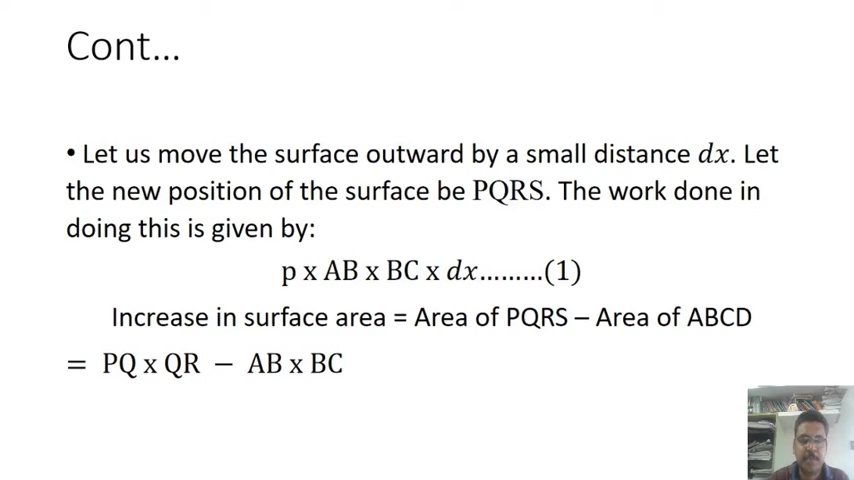 Cont…
• Let us move the surface outward by a small distance dx. Let
the new position of the surface be PQRS. The work done in
doing this is given by:
p x AB x BC x dx………(1)
Increase in surface area = Area of PQRS – Area of ABCD
= PQ x QR − AB x BC